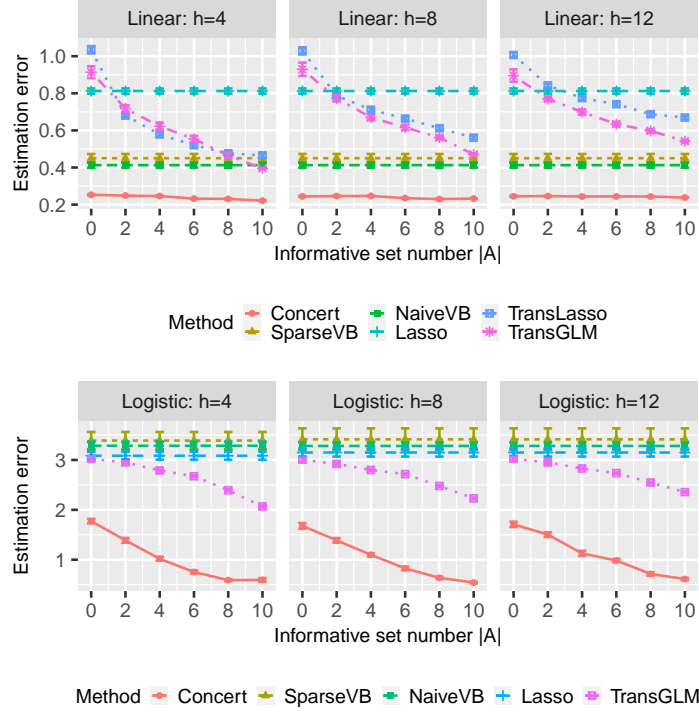 Linear: h=4
Linear: h=8
Linear: h=12
Estimation error
1.0
0.8
0.6
0.4
0.2
0 2 4 6 8 10
0 2 4 6 8 10
0 2 4 6 8 10
Informative set number |A|
Method
Concert
NaiveVB
TransLasso
SparseVB
Lasso
TransGLM
Logistic: h=4
Logistic: h=8
Logistic: h=12
Estimation error
3
2
1
0 2 4 6 8 10
0 2 4 6 8 10
0 2 4 6 8 10
Informative set number |A|
Method Concert SparseVB NaiveVB Lasso TransGLM